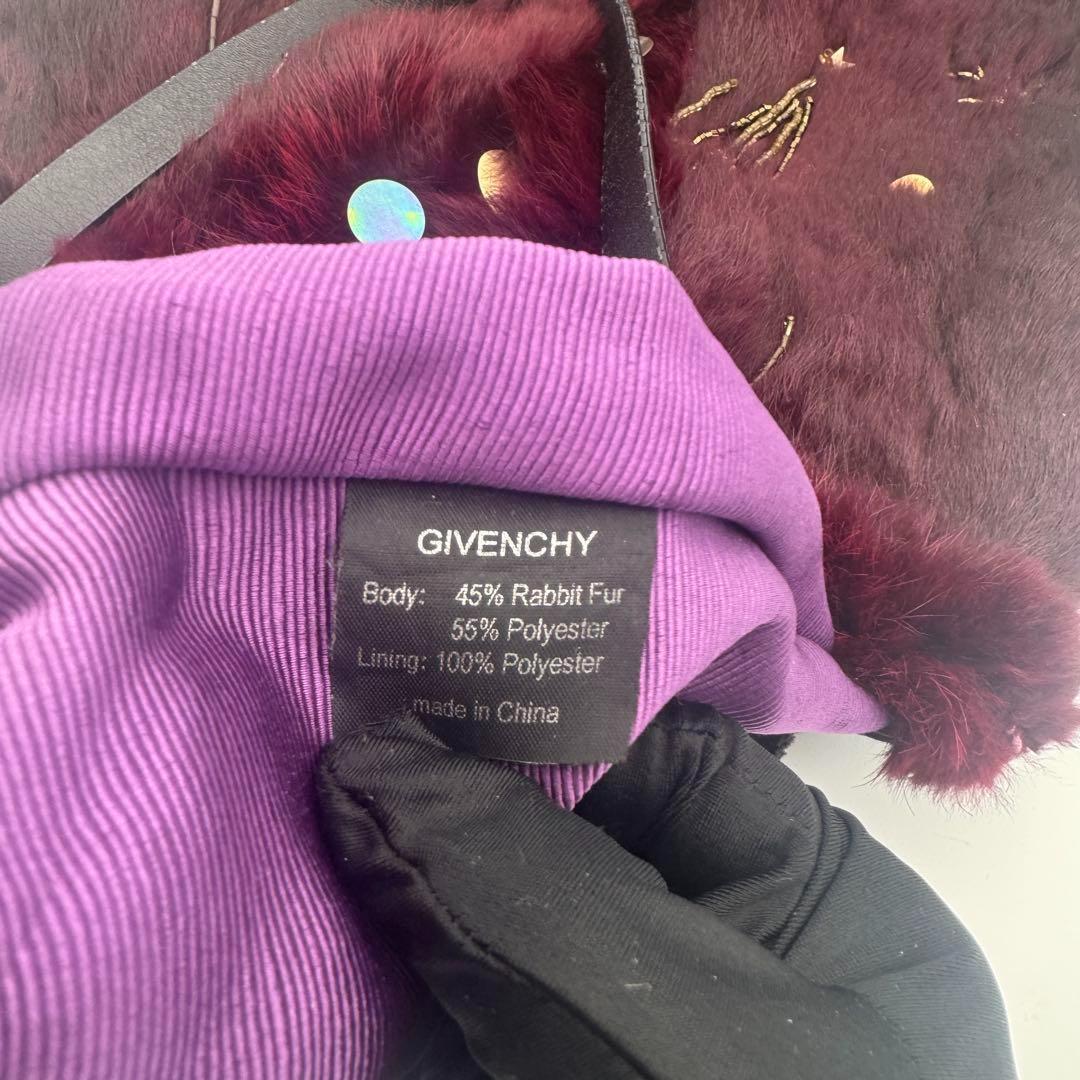 GIVENCHY
Body: 45% Rabbit Fur
55% Polyester
Lining: 100% Polyester
made in China